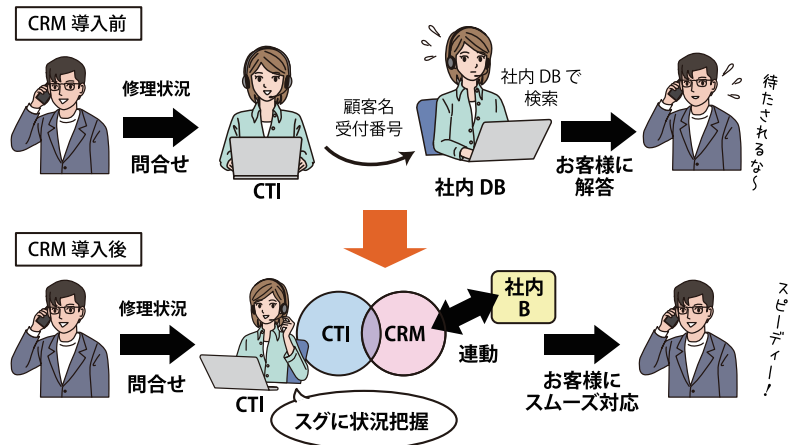 CRM 導入前
修理状況
問合せ
CTI
顧客名
受付番号
社内 DB で
検索
社内 DB
お客様に
解答
待たされるな〜
CRM 導入後
修理状況
問合せ
CTI
CTI
CRM
スグに状況把握
連動
社内
B
お客様に
スムーズ対応
スピーディー!